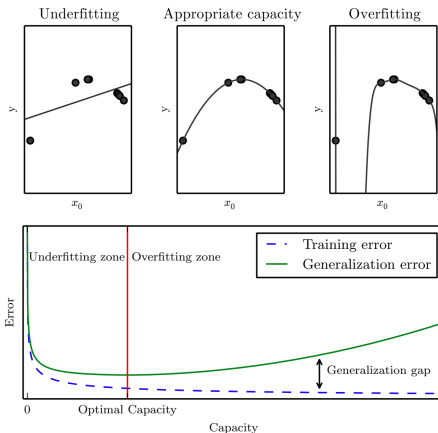 Underfitting
Appropriate capacity
Overfitting
y
y
y
x0
x0
x0
Underfitting zone
Overfitting zone
Training error
Generalization error
Error
Generalization gap
0
Optimal Capacity
Capacity